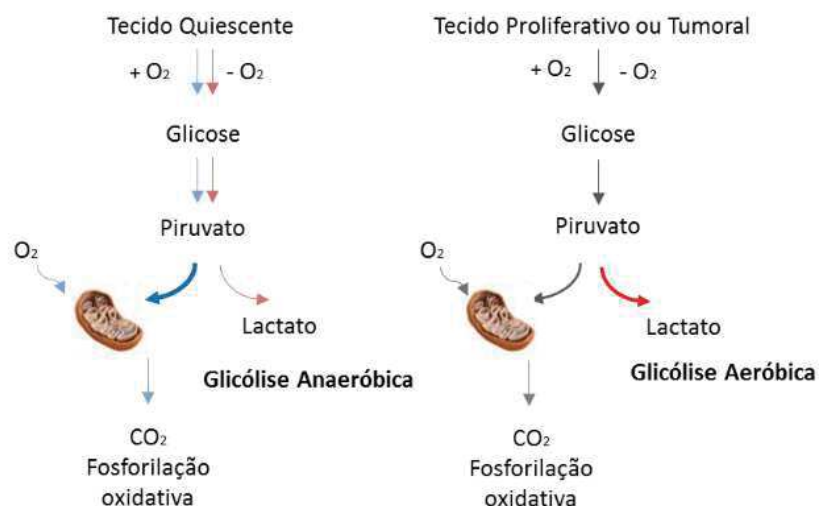 Tecido Quiescente
+ O₂ - O₂
Glicose
Piruvato
O₂
Lactato
Glicólise Anaeróbica
CO₂
Fosforilação
oxidativa
Tecido Proliferativo ou Tumoral
+ O₂ - O₂
Glicose
Piruvato
O₂
Lactato
Glicólise Aeróbica
CO₂
Fosforilação
oxidativa